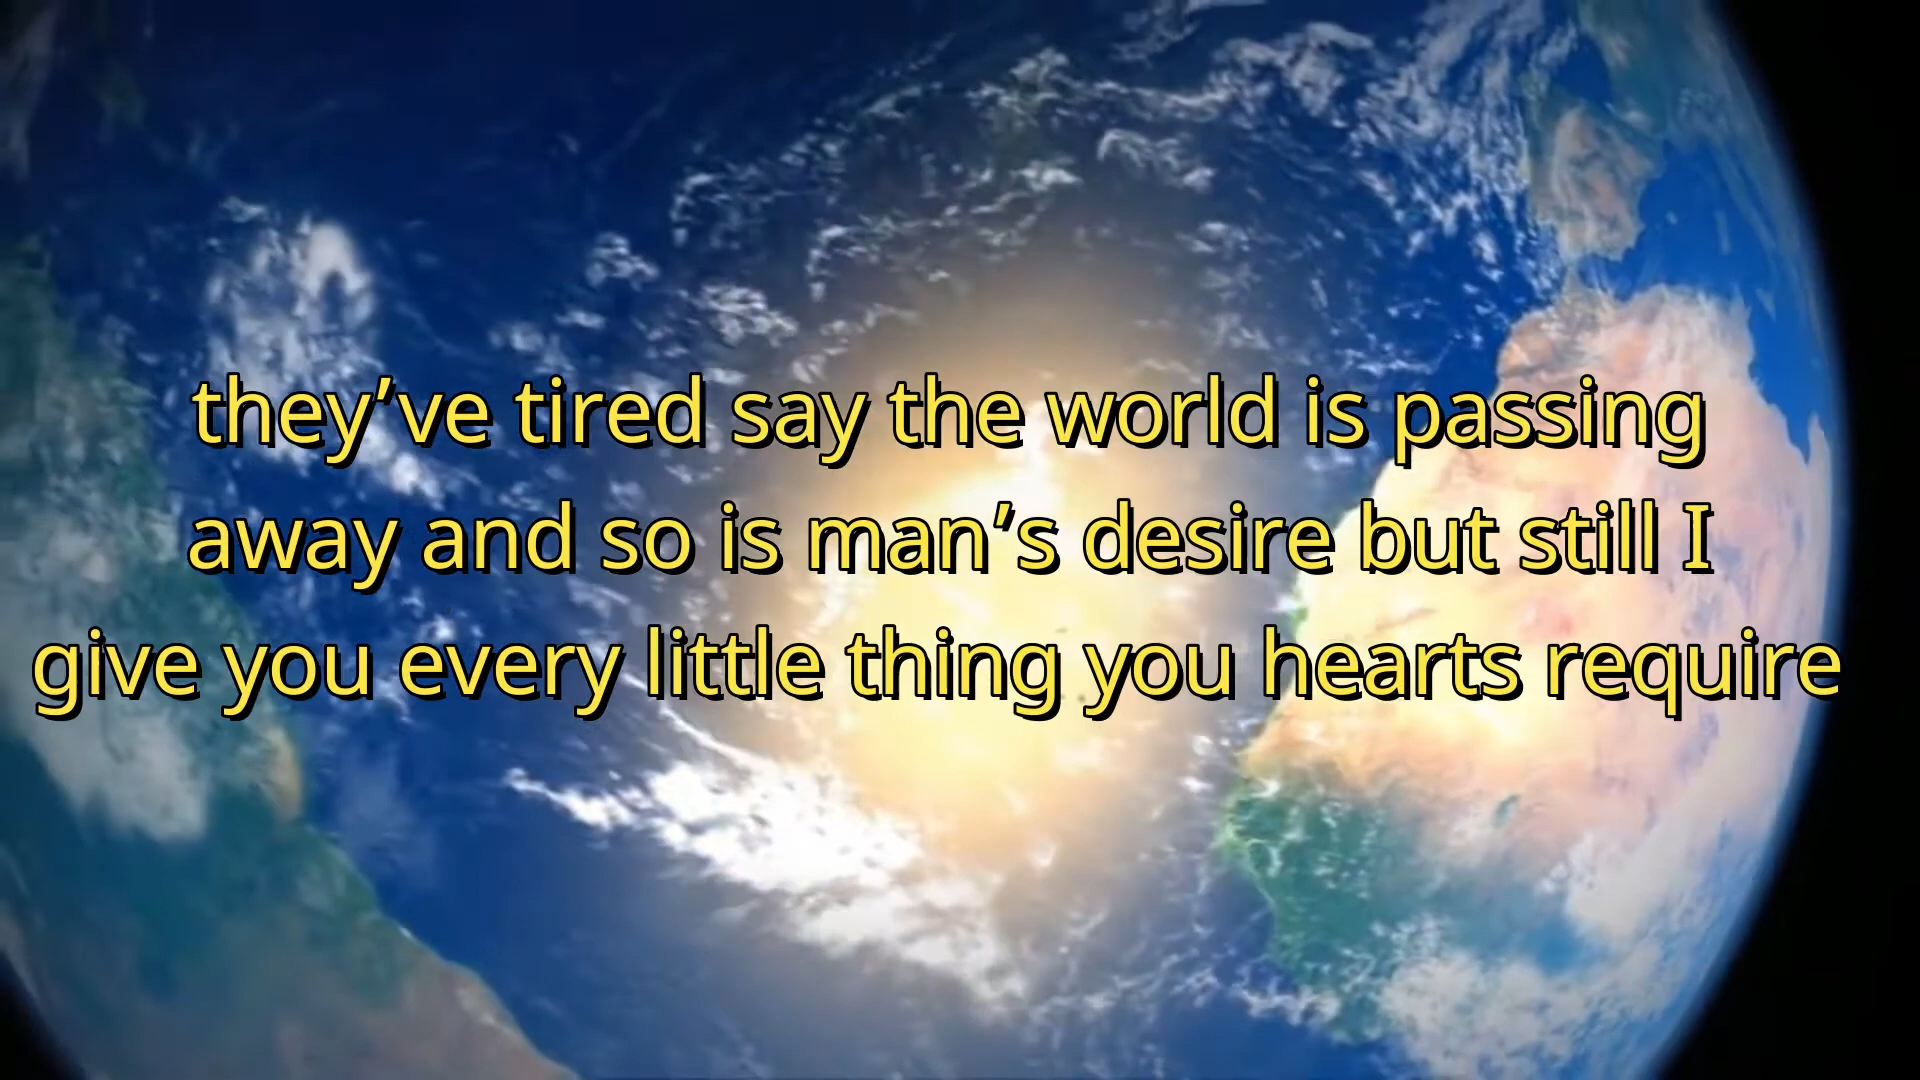 they’ve tired say the world is passing
away and so is man’s desire but still I
give you every little thing you hearts require